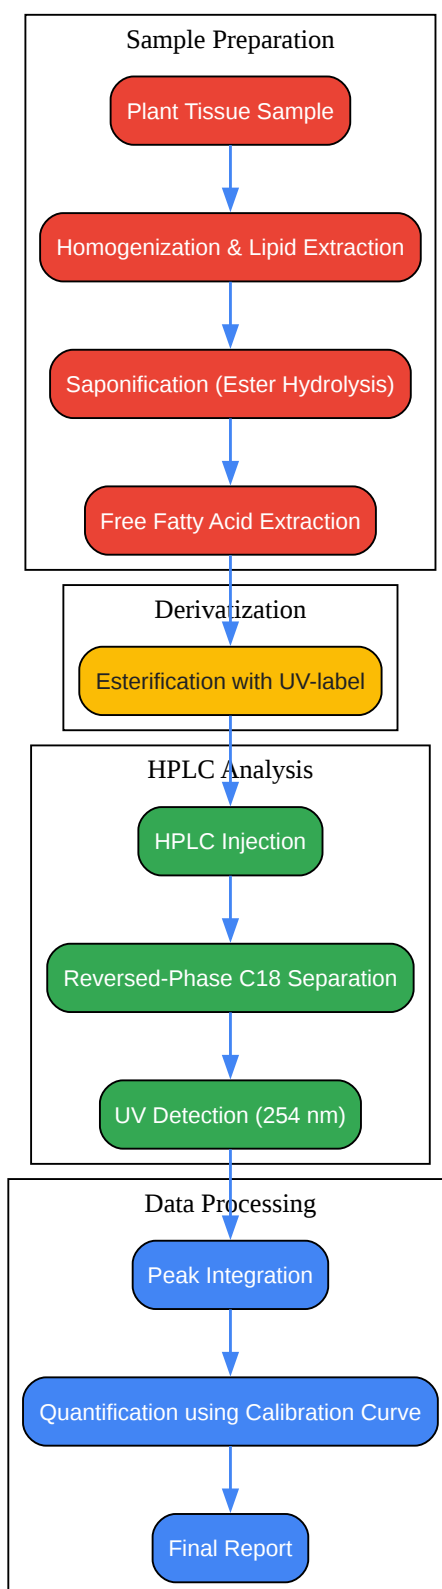 Sample Preparation
Plant Tissue Sample
Homogenization & Lipid Extraction
Saponification (Ester Hydrolysis)
Free Fatty Acid Extraction
Derivatization
Esterification with UV-label
HPLC Analysis
HPLC Injection
Reversed-Phase C18 Separation
UV Detection (254 nm)
Data Processing
Peak Integration
Quantification using Calibration Curve
Final Report